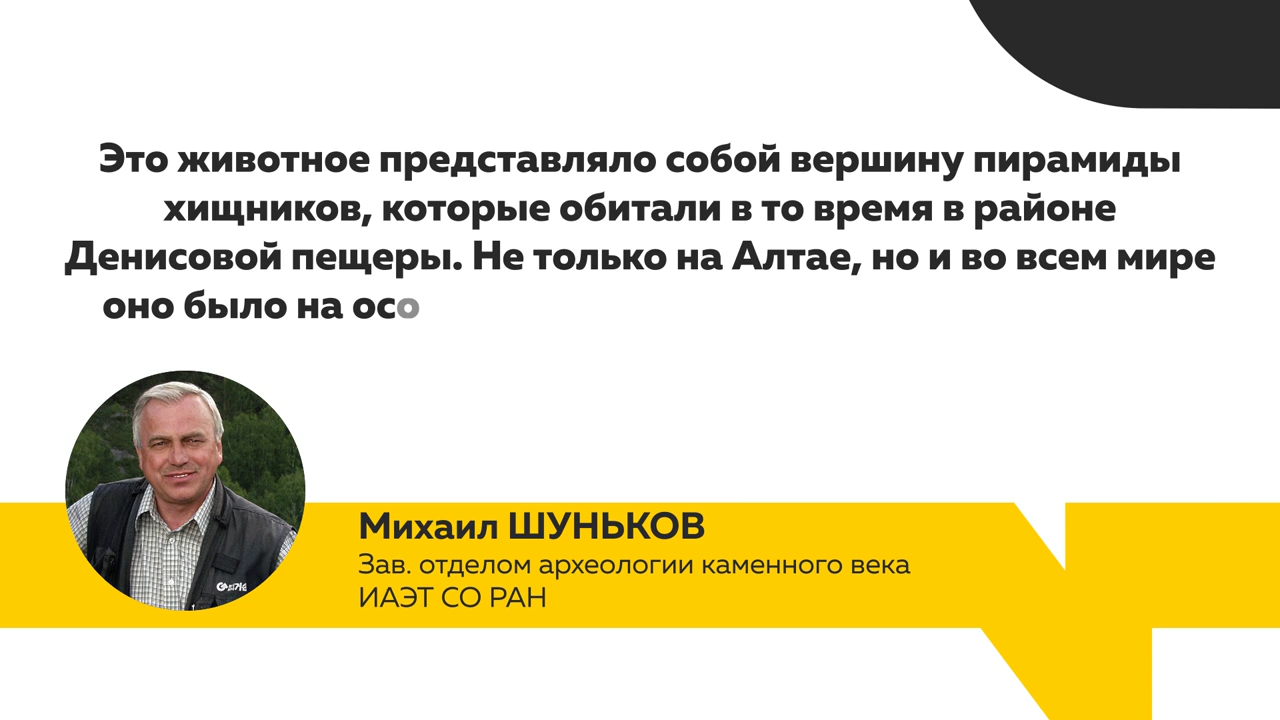 Это животное представляло собой вершину пирамиды
хищников, которые обитали в то время в районе
Денисовой пещеры. Не только на Алтае, но и во всем мире
оно было на осо
Михаил ШУНЬКОВ
Зав. отделом археологии каменного века
ИАЭТ СО РАН